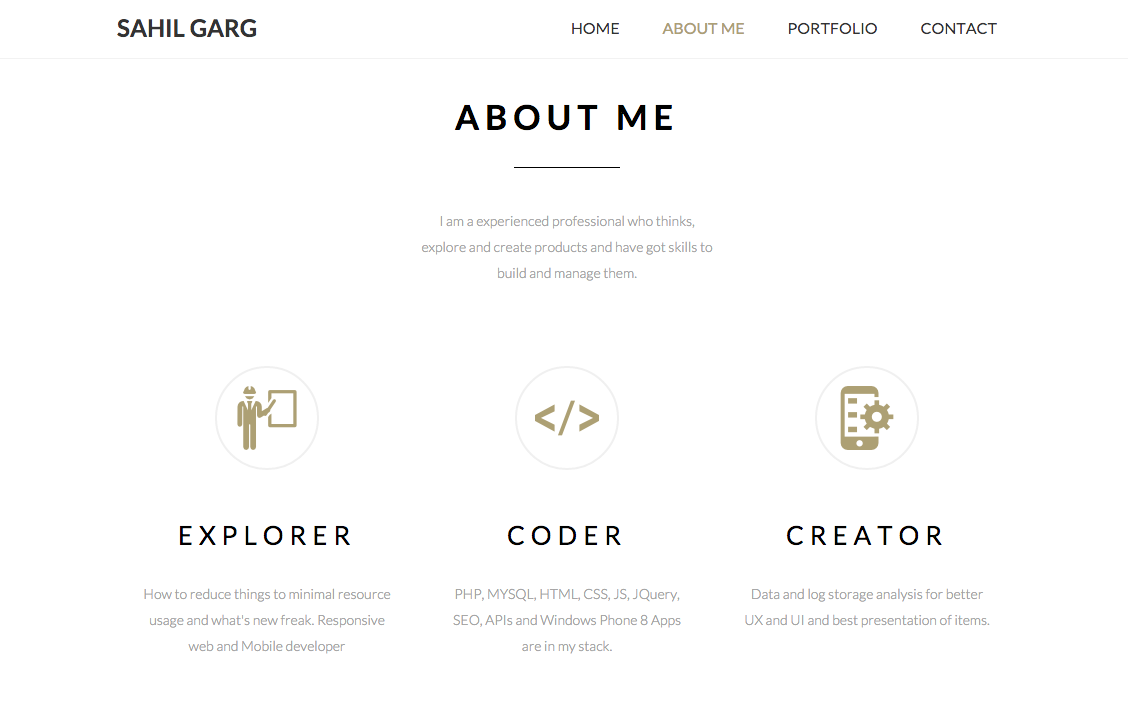 SAHIL GARG
HOME ABOUT ME PORTFOLIO CONTACT
ABOUT ME
I am a experienced professional who thinks,
explore and create products and have got skills to
build and manage them.
</>
EXPLORER
How to reduce things to minimal resource
usage and what's new freak. Responsive
web and Mobile developer
CODER
PHP, MYSQL, HTML, CSS, JS, JQuery,
SEO, APIs and Windows Phone 8 Apps
are in my stack.
CREATOR
Data and log storage analysis for better
UX and UI and best presentation of items.